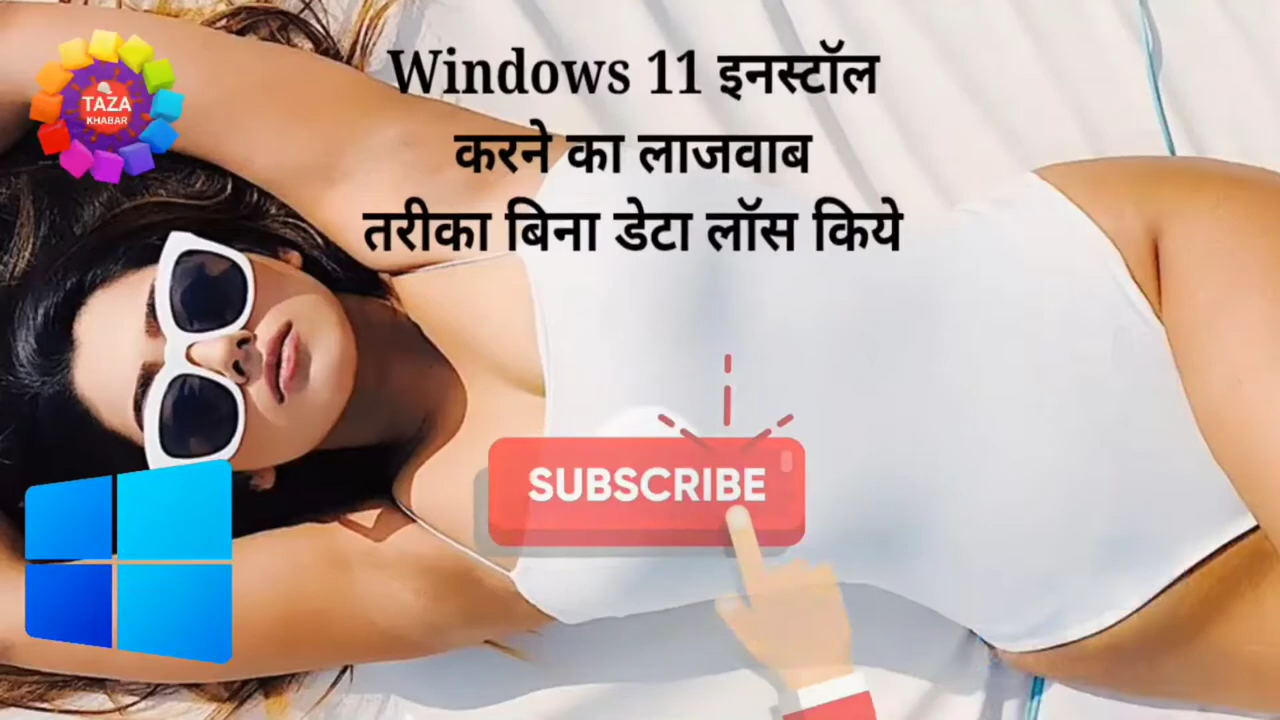 TAZA
KHABAR
Windows 11 इनस्टॉल
करने का लाजवाब
तरीका बिना डेटा लॉस किये
SUBSCRIBE